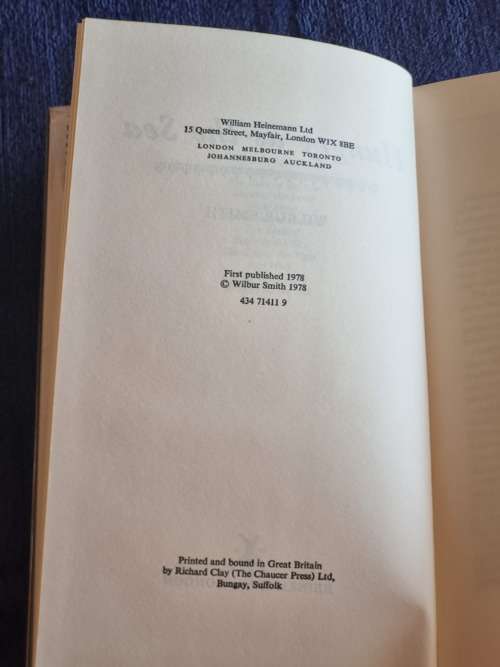 William Heinemann Ltd
15 Queen Street, Mayfair, London W1X 8BE
LONDON MELBOURNE TORONTO
JOHANNESBURG AUCKLAND
First published 1978
© Wilbur Smith 1978
434 71411 9
Printed and bound in Great Britain
by Richard Clay (The Chaucer Press) Ltd,
Bungay, Suffolk